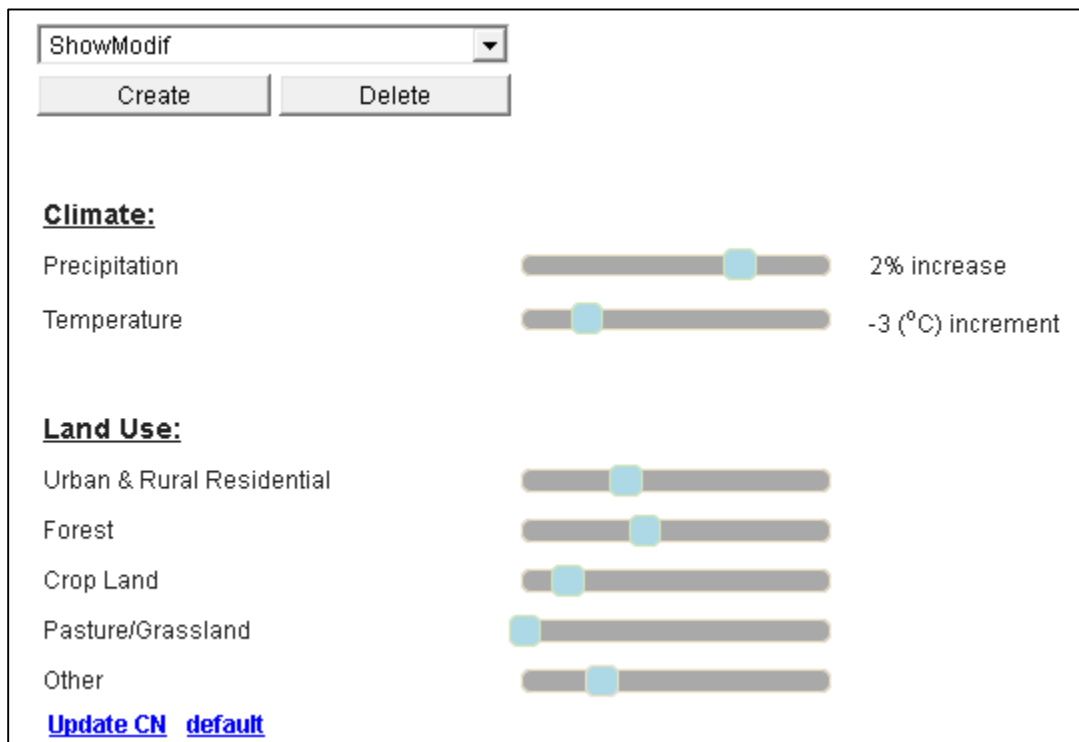 ShowModif
Create Delete
Climate:
Precipitation 2% increase
Temperature -3 (°C) increment
Land Use:
Urban & Rural Residential
Forest
Crop Land
Pasture/Grassland
Other
Update CN default